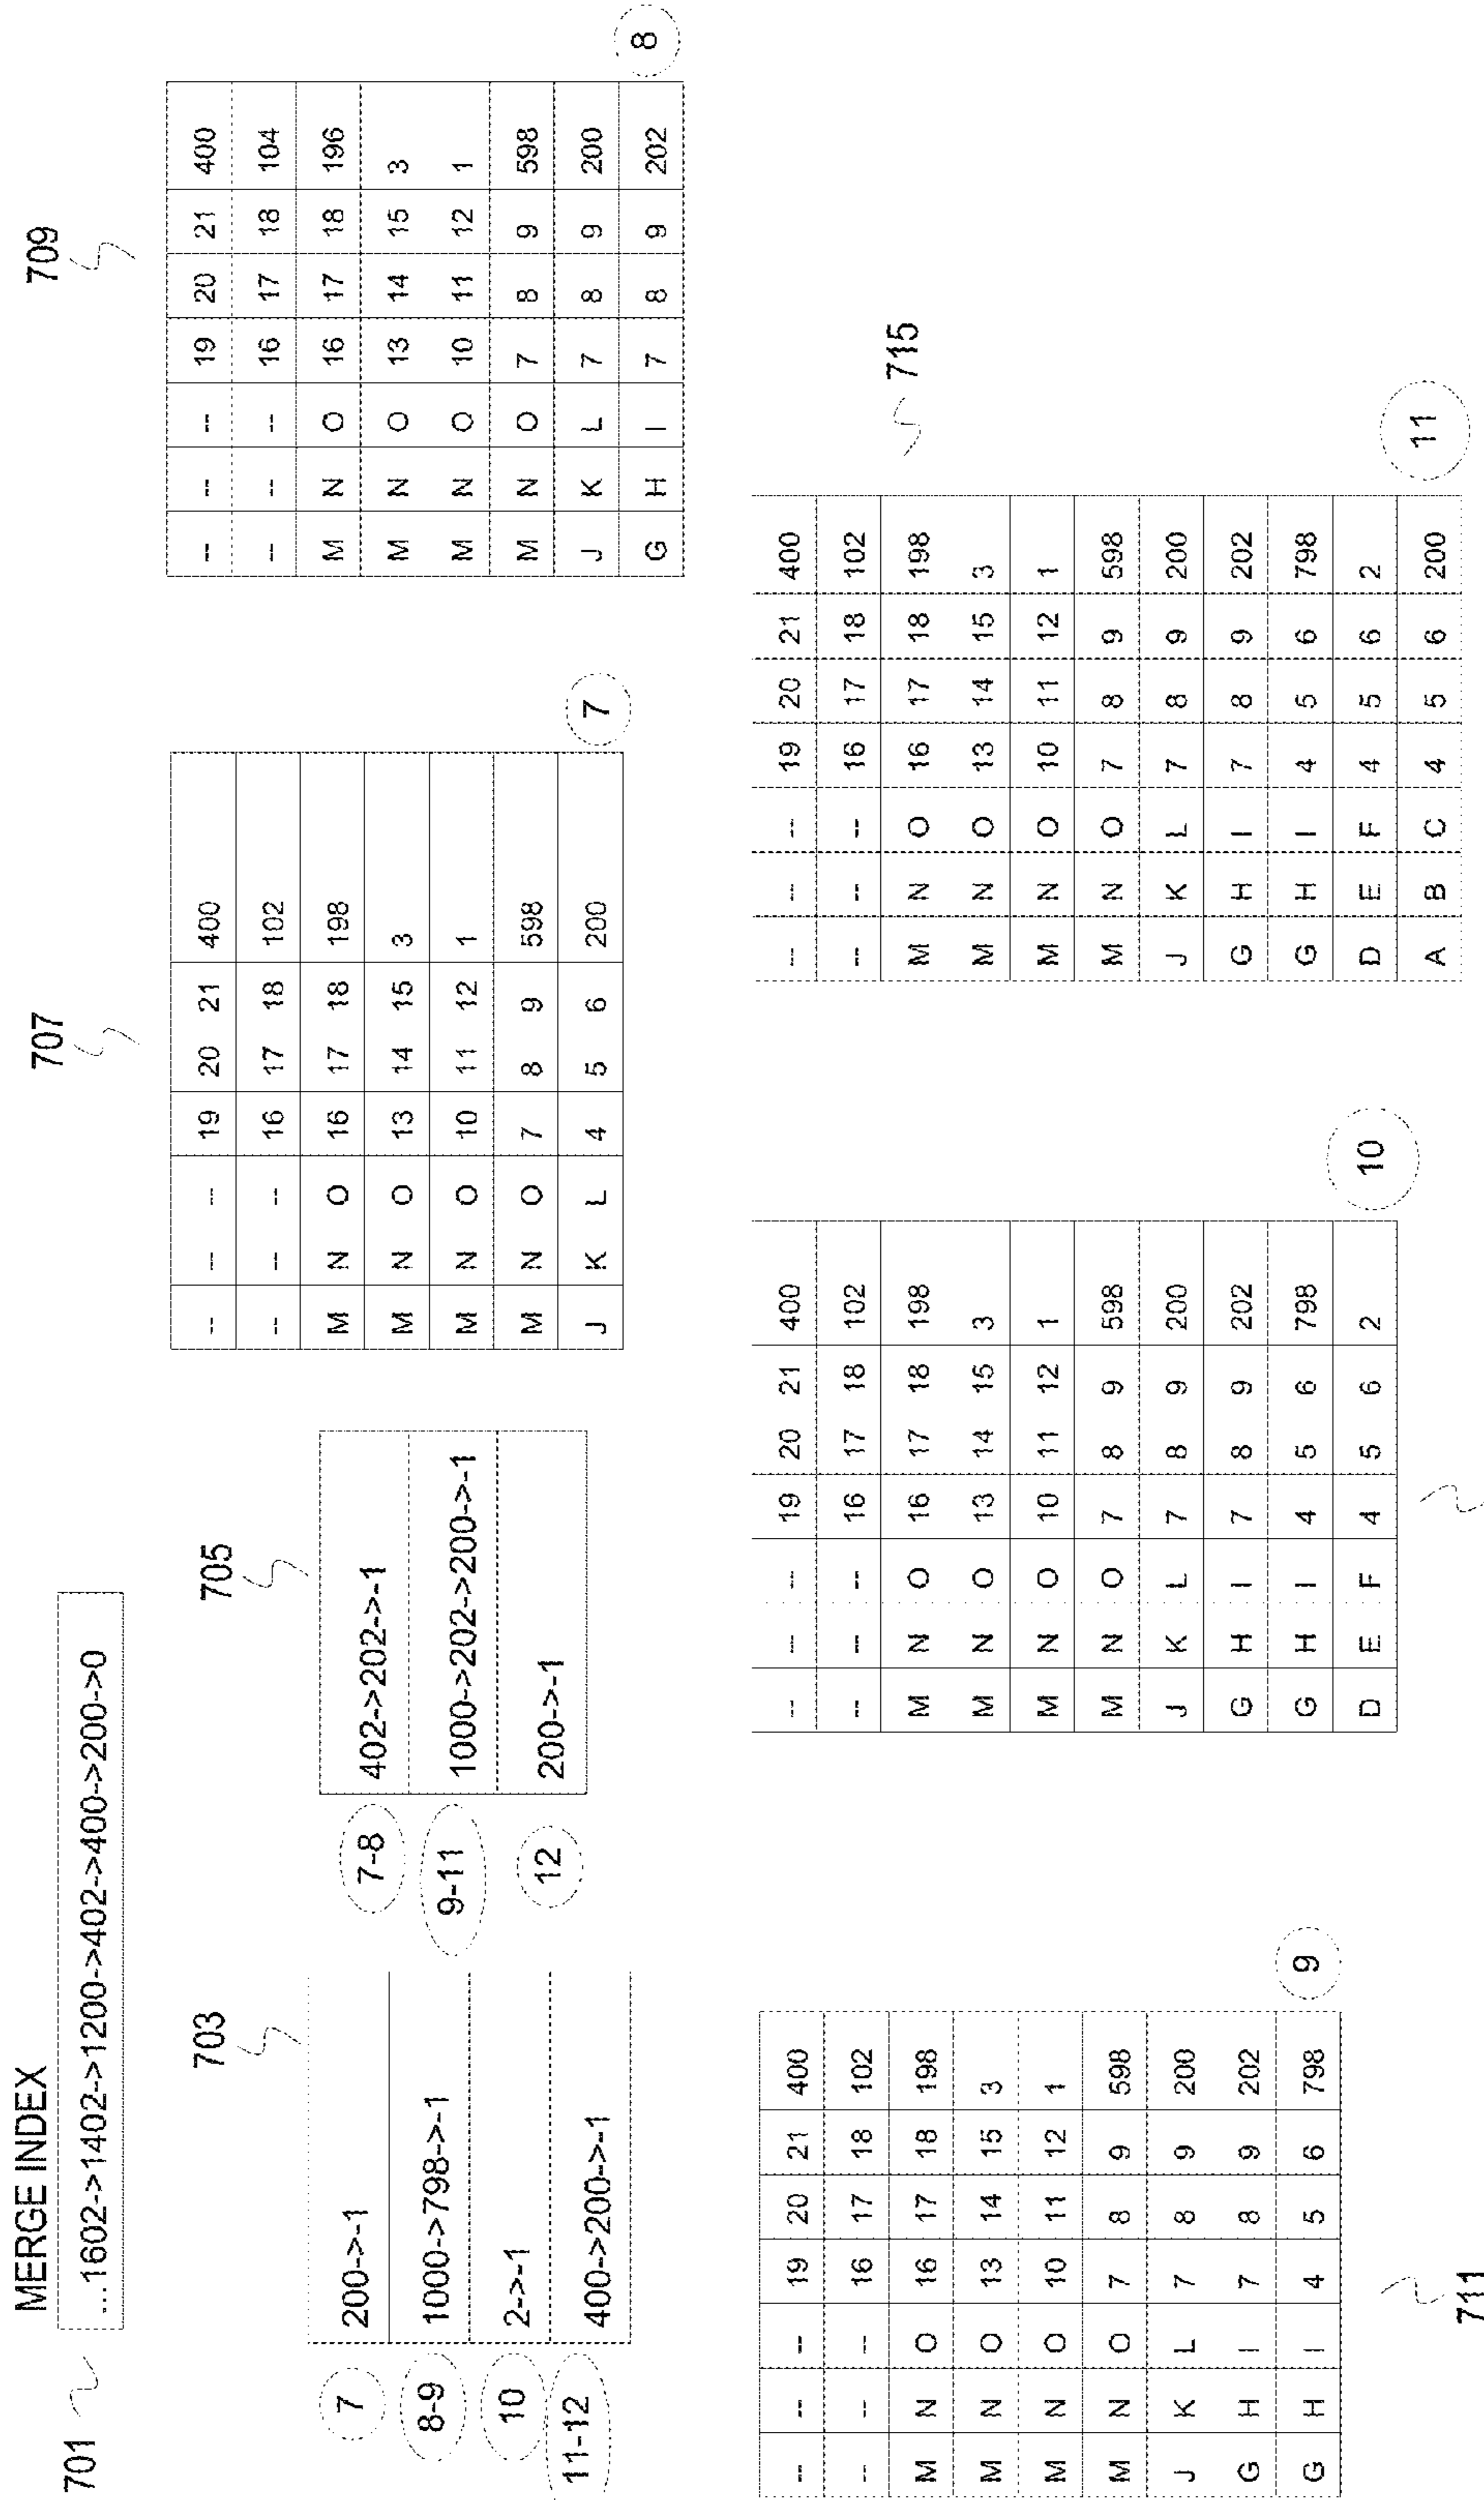 MERGE INDEX
701
...1602->1402->1200->402->400->200->0
703
7 200->-1
8-9 1000->798->-1
10 2->-1
11-12 400->200->-1
705
7-8 402->202->-1
9-11 1000->202->200->-1
12 200->-1
707
-- -- -- 19 20 21 400
-- -- -- 16 17 18 102
M N O 16 17 18 198
M N O 13 14 15 3
M N O 10 11 12 1
M N O 7 8 9 598
J K L 4 5 6 200
7
709
-- -- -- 19 20 21 400
-- -- -- 16 17 18 104
M N O 16 17 18 196
M N O 13 14 15 3
M N O 10 11 12 1
M N O 7 8 9 598
J K L 7 8 9 200
G H I 7 8 9 202
8
-- -- -- 19 20 21 400
-- -- -- 16 17 18 102
M N O 16 17 18 198
M N O 13 14 15 3
M N O 10 11 12 1
M N O 7 8 9 598
J K L 7 8 9 200
G H I 7 8 9 202
G H I 4 5 6 798
9
711
-- -- -- 19 20 21 400
-- -- -- 16 17 18 102
M N O 16 17 18 198
M N O 13 14 15 3
M N O 10 11 12 1
M N O 7 8 9 598
J K L 7 8 9 200
G H I 7 8 9 202
G H I 4 5 6 798
D E F 4 5 6 2
10
-- -- -- 19 20 21 400
-- -- -- 16 17 18 102
M N O 16 17 18 198
M N O 13 14 15 3
M N O 10 11 12 1
M N O 7 8 9 598
J K L 7 8 9 200
G H I 7 8 9 202
G H I 4 5 6 798
D E F 4 5 6 2
A B C 4 5 6 200
11
715